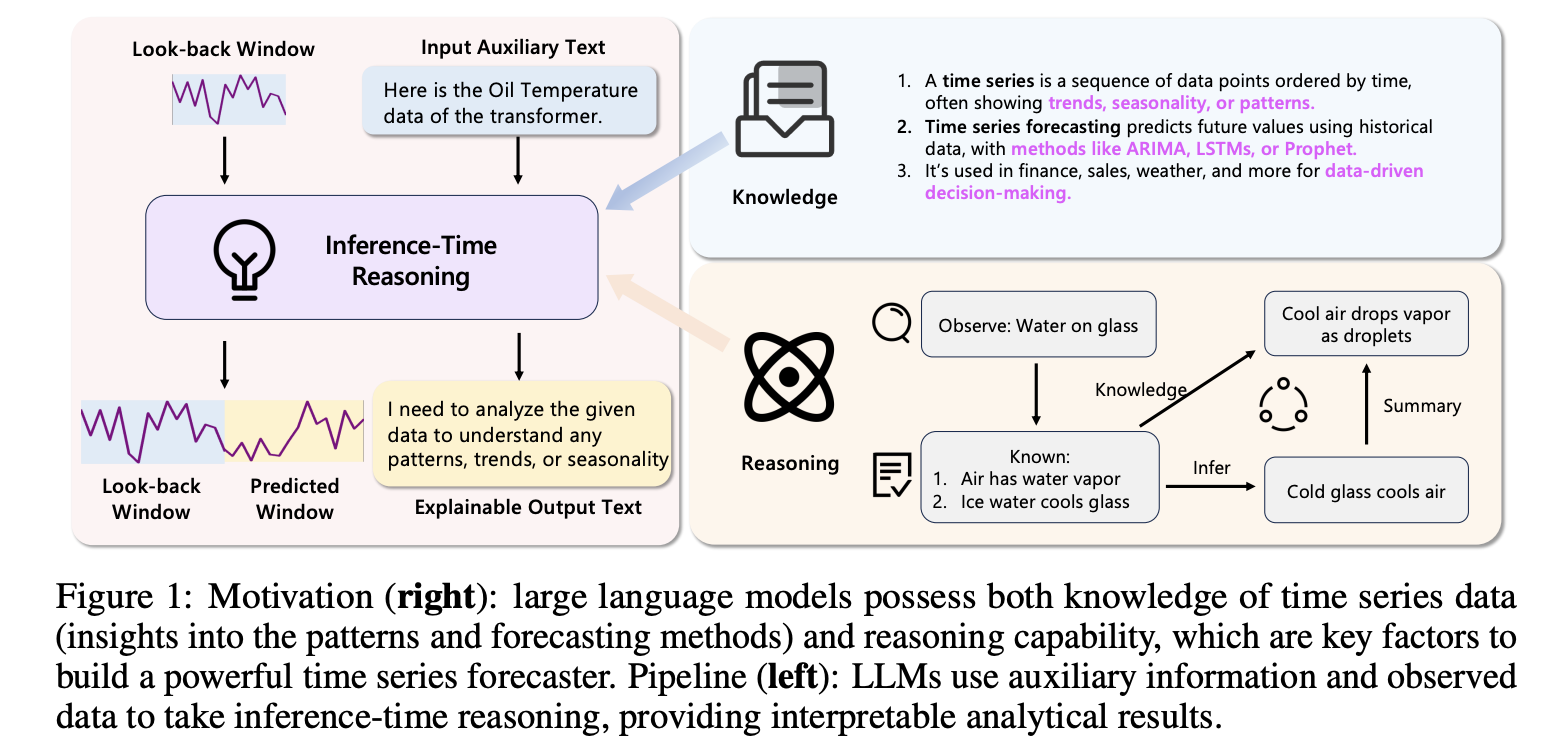 Look-back Window
Input Auxiliary Text
Here is the Oil Temperature
data of the transformer.
Inference-Time
Reasoning
Look-back
Window
Predicted
Window
I need to analyze the given
data to understand any
patterns, trends, or seasonality
Explainable Output Text
Knowledge
1. A time series is a sequence of data points ordered by time,
often showing trends, seasonality, or patterns.
2. Time series forecasting predicts future values using historical
data, with methods like ARIMA, LSTMs, or Prophet.
3. It's used in finance, sales, weather, and more for data-driven
decision-making.
Reasoning
Observe: Water on glass
Cool air drops vapor
as droplets
Knowledge
Summary
Known:
1. Air has water vapor
2. Ice water cools glass
Infer
Cold glass cools air
Figure 1: Motivation (right): large language models possess both knowledge of time series data
(insights into the patterns and forecasting methods) and reasoning capability, which are key factors to
build a powerful time series forecaster. Pipeline (left): LLMs use auxiliary information and observed
data to take inference-time reasoning, providing interpretable analytical results.